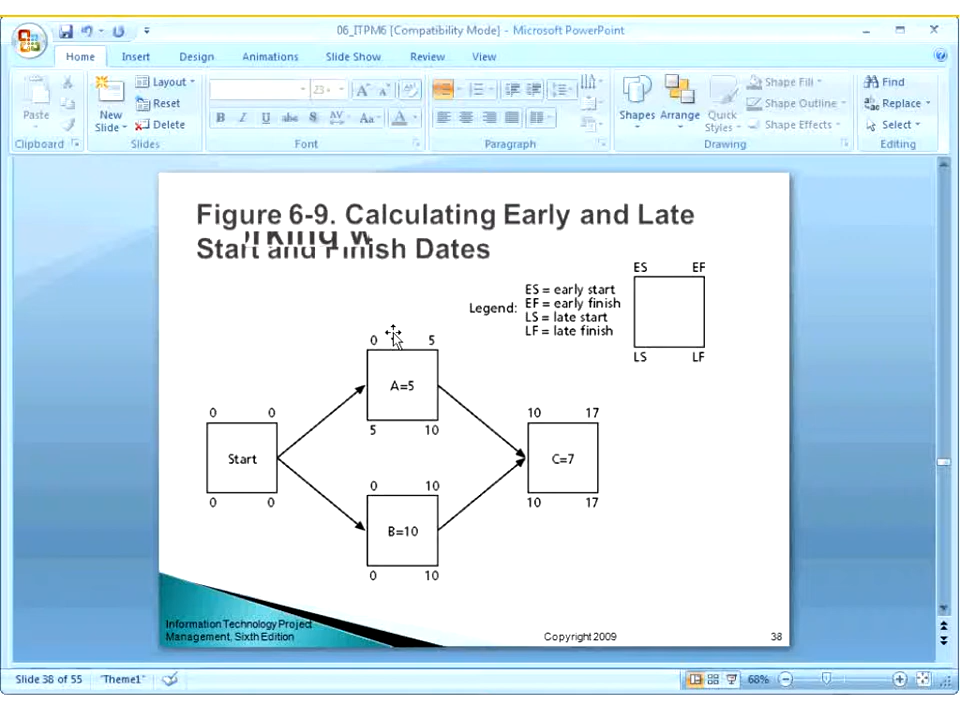 06_ITPM6 [Compatibility Mode] - Microsoft PowerPoint
Home Insert Design Animations Slide Show Review View
Paste
New Slide
Layout
Reset
Delete
23
B I U abc S AV Aa A
Shapes Arrange Quick Styles
Shape Fill
Shape Outline
Shape Effects
Find
Replace
Select
Clipboard Slides Font Paragraph Drawing Editing
Figure 6-9. Calculating Early and Late
Start and Finish Dates
Legend:
ES = early start
EF = early finish
LS = late start
LF = late finish
ES EF
LS LF
0 5
A=5
5 10
0 0
Start
0 0
0 10
B=10
0 10
10 17
C=7
10 17
Information Technology Project
Management, Sixth Edition
Copyright 2009
38
Slide 38 of 55 "Theme1" 68%